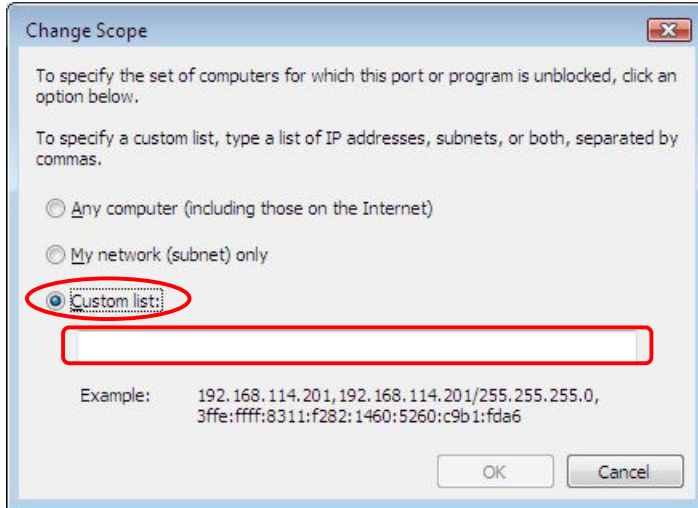 Change Scope
To specify the set of computers for which this port or program is unblocked, click an
option below.
To specify a custom list, type a list of IP addresses, subnets, or both, separated by
commas.
Any computer (including those on the Internet)
My network (subnet) only
Custom list:
Example: 192.168.114.201,192.168.114.201/255.255.255.0,
3ffe:ffff:8311:f282:1460:5260:c9b1:fda6
OK Cancel